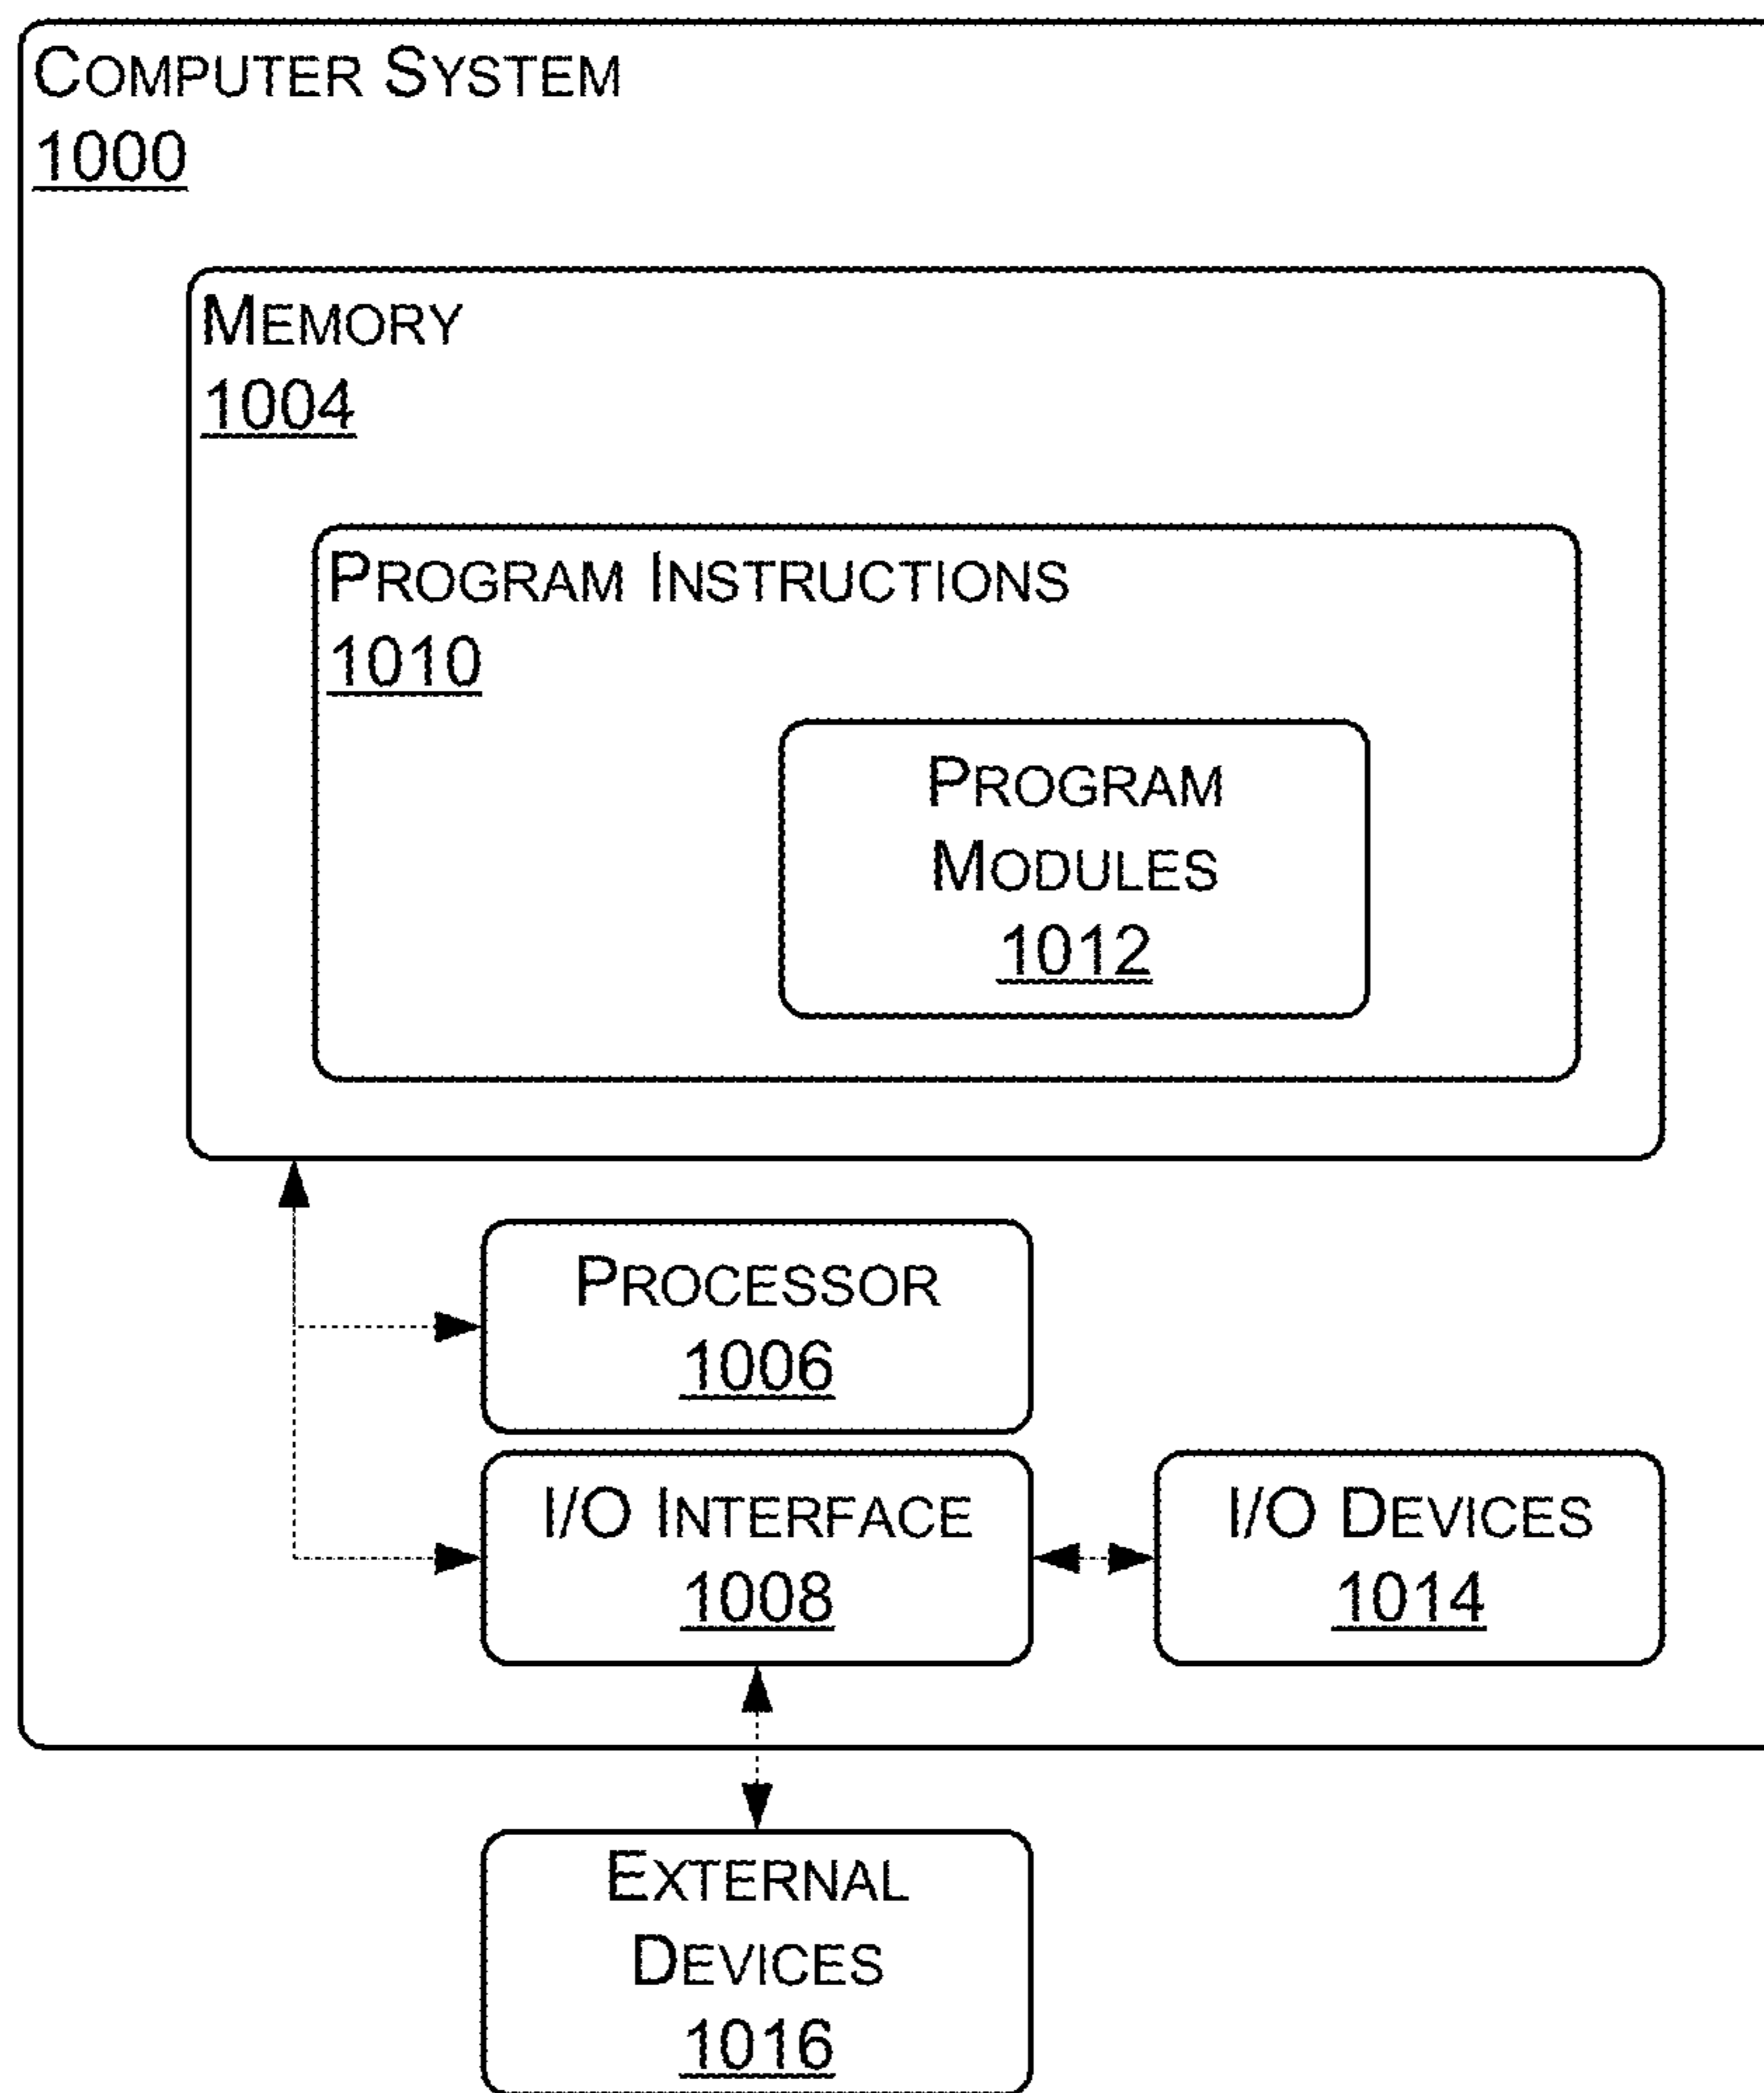 COMPUTER SYSTEM
1000
MEMORY
1004
PROGRAM INSTRUCTIONS
1010
PROGRAM
MODULES
1012
PROCESSOR
1006
I/O INTERFACE
1008
I/O DEVICES
1014
EXTERNAL
DEVICES
1016